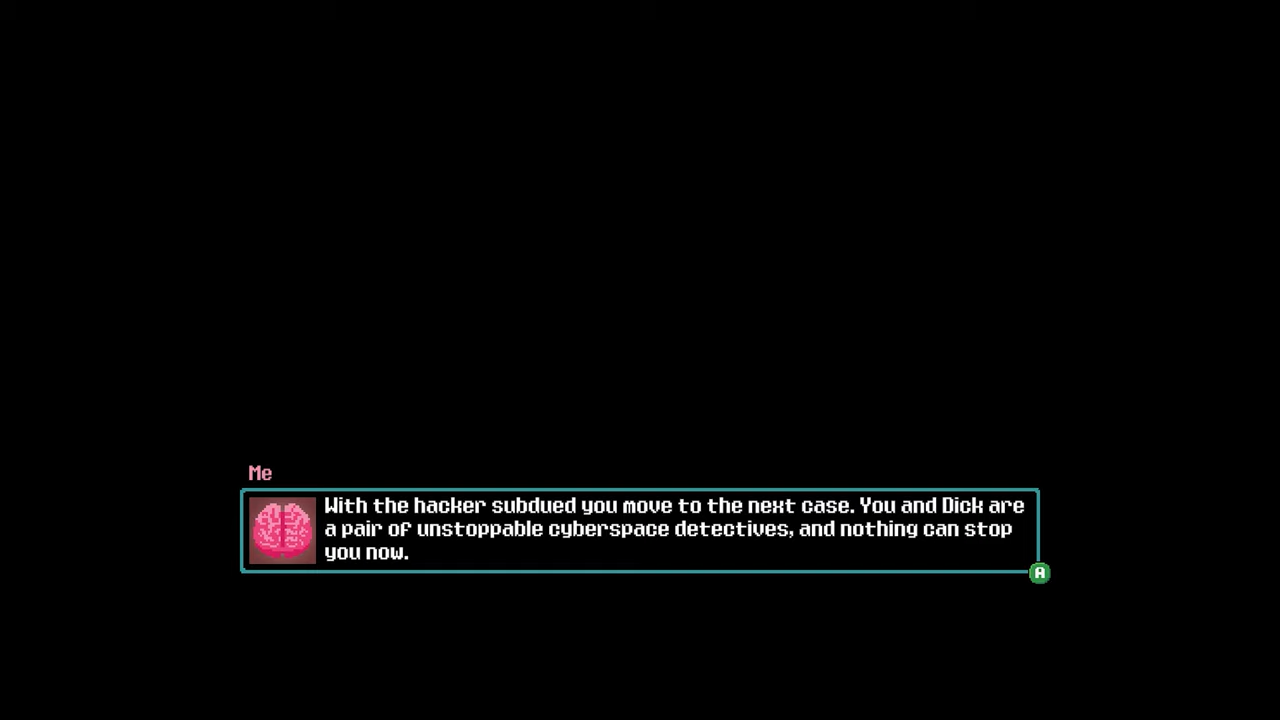 Me
With the hacker subdued you move to the next case. You and Dick are
a pair of unstoppable cyberspace detectives, and nothing can stop
you now.
A